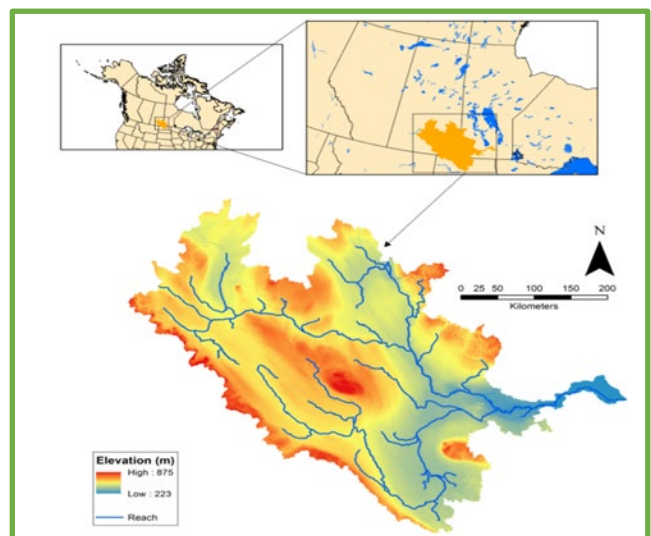 N
0 25 50 100 150 200
Kilometers
Elevation (m)
High : 875
Low : 223
Reach